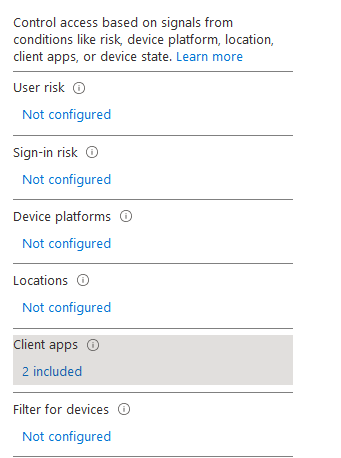 Control access based on signals from
conditions like risk, device platform, location,
client apps, or device state. Learn more
User risk
Not configured
Sign-in risk
Not configured
Device platforms
Not configured
Locations
Not configured
Client apps
2 included
Filter for devices
Not configured